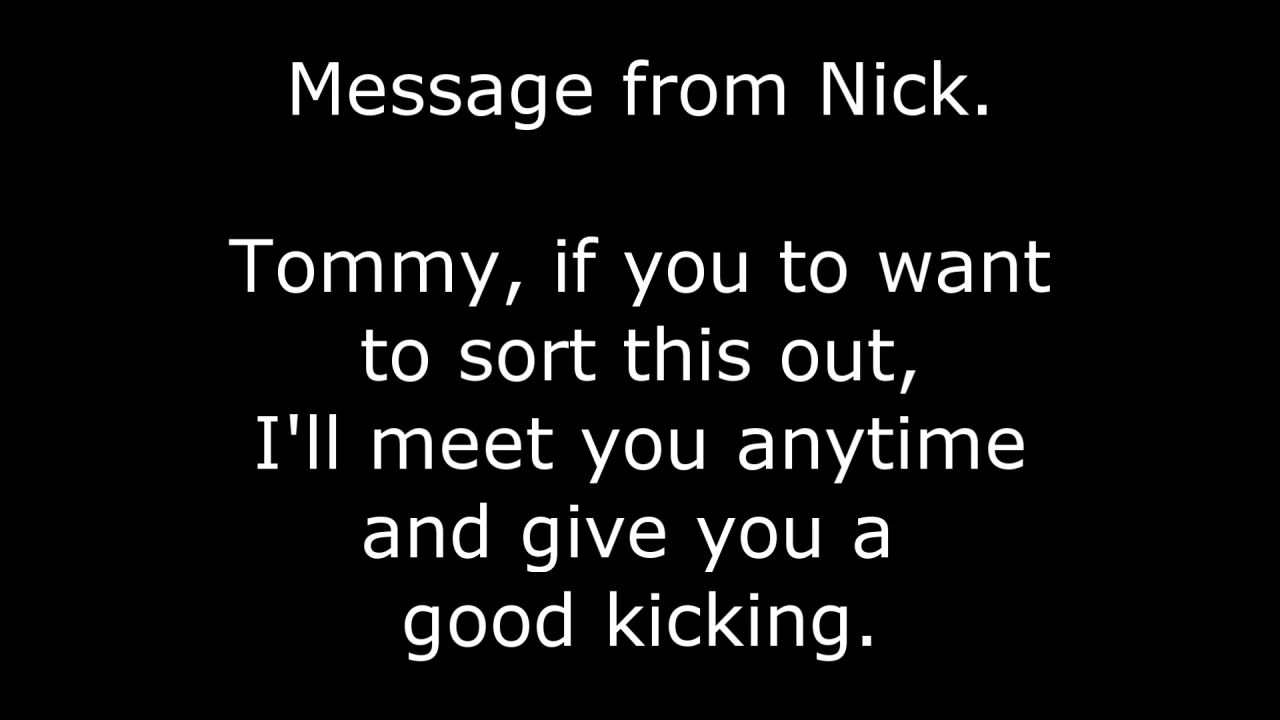 Message from Nick.
Tommy, if you to want
to sort this out,
I'll meet you anytime
and give you a
good kicking.